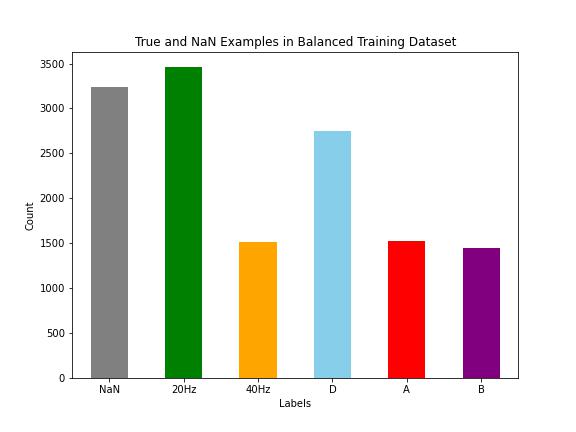 True and NaN Examples in Balanced Training Dataset
3500
3000
2500
2000
1500
1000
500
0
Count
NaN 20Hz 40Hz D A B
Labels